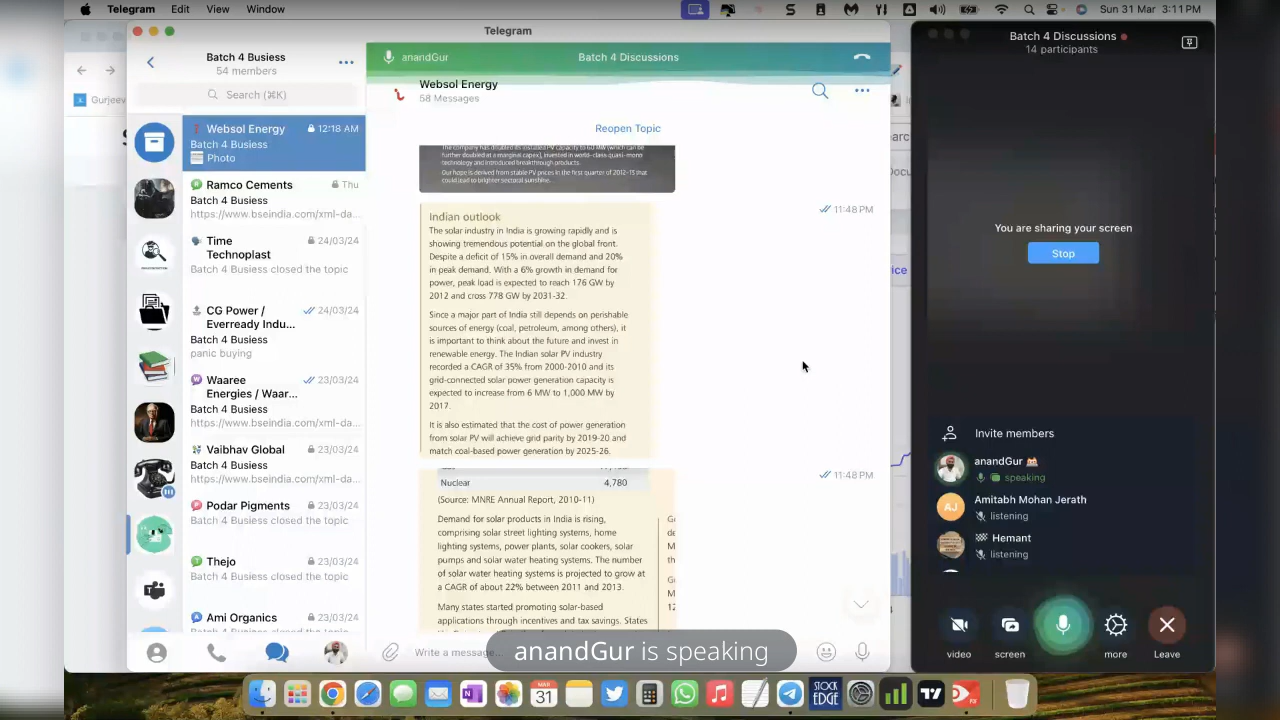 Telegram Edit View Window
Sun 31 Mar 3:11 PM
Telegram
Batch 4 Busiess
54 members
Search (⌘K)
Gurjeev
Websol Energy 12:18 AM
Batch 4 Busiess
Photo
Ramco Cements Thu
Batch 4 Busiess
https://www.bseindia.com/xml-da...
Time
Technoplast
24/03/24
Batch 4 Busiess closed the topic
CG Power /
Everready Indu...
24/03/24
Batch 4 Busiess
panic buying
Waaree
Energies / Waar...
23/03/24
Batch 4 Busiess
https://www.bseindia.com/xml-da...
Vaibhav Global 23/03/24
Batch 4 Busiess closed the topic
Podar Pigments 23/03/24
Batch 4 Busiess closed the topic
Thejo 23/03/24
Batch 4 Busiess closed the topic
Ami Organics 23/03/24
Batch 4 Busiess closed the topic
anandGur
Batch 4 Discussions
Websol Energy
58 Messages
Reopen Topic
The company has doubled its installed PV capacity to 60 MW (which can be
further doubled at a marginal capex), invested in world-class quasi-mono
technology and introduced breakthrough products.
Our hope is derived from stable PV prices in the first quarter of 2012-13 that
could lead to brighter sectoral sunshine.
11:48 PM
Indian outlook
The solar industry in India is growing rapidly and is
showing tremendous potential on the global front.
Despite a deficit of 15% in overall demand and 20%
in peak demand. With a 6% growth in demand for
power, peak load is expected to reach 176 GW by
2012 and cross 778 GW by 2031-32.
Since a major part of India still depends on perishable
sources of energy (coal, petroleum, among others), it
is important to think about the future and invest in
renewable energy. The Indian solar PV industry
recorded a CAGR of 35% from 2000-2010 and its
grid-connected solar power generation capacity is
expected to increase from 6 MW to 1,000 MW by
2017.
It is also estimated that the cost of power generation
from solar PV will achieve grid parity by 2019-20 and
match coal-based power generation by 2025-26.
11:48 PM
Nuclear 4,780
(Source: MNRE Annual Report, 2010-11)
Demand for solar products in India is rising,
comprising solar street lighting systems, home
lighting systems, power plants, solar cookers, solar
pumps and solar water heating systems. The number
of solar water heating systems is projected to grow at
a CAGR of about 22% between 2011 and 2013.
Many states started promoting solar-based
applications through incentives and tax savings. States
Write a message...
anandGur is speaking
Batch 4 Discussions
14 participants
You are sharing your screen
Stop
Invite members
anandGur
speaking
AJ
Amitabh Mohan Jerath
listening
Hemant
listening
video screen more Leave
MAR
31
STOCK
EDGE